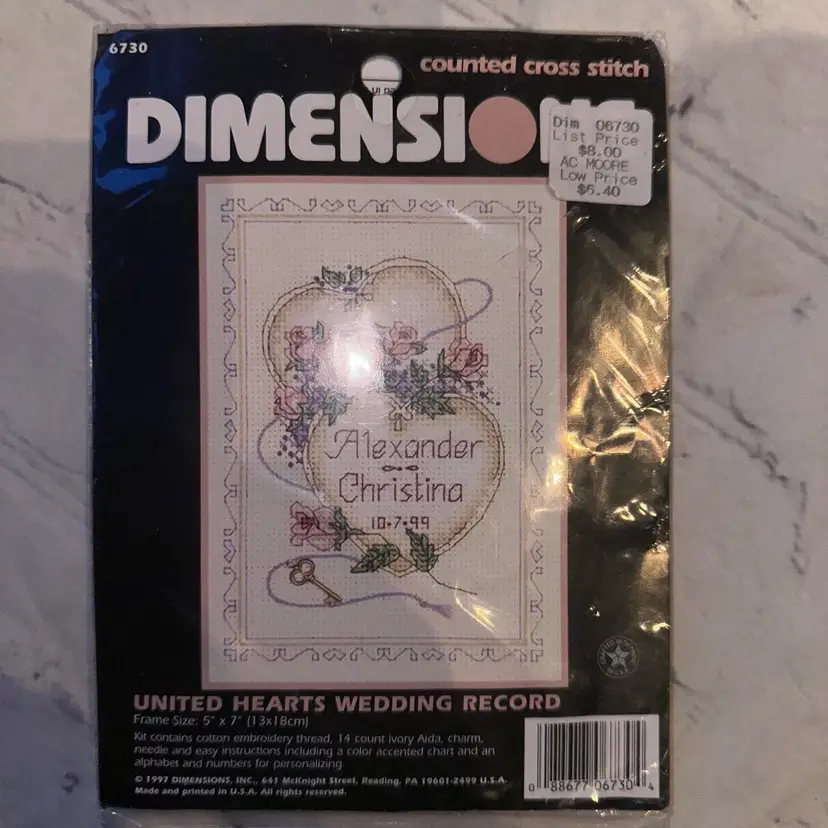 6730
counted cross stitch
DIMENSIONS
Dim 06730
List Price
$8.00
AC MOORE
Low Price
$6.40
Alexander
Christina
10·7·99
UNITED HEARTS WEDDING RECORD
Frame Size: 5" x 7" (13x18cm)
Kit contains cotton embroidery thread, 14 count ivory Aida, charm,
needle and easy instructions including a color accented chart and an
alphabet and numbers for personalizing
© 1997 DIMENSIONS, INC., 641 McKnight Street, Reading, PA 19601-2499 U.S.A.
Made and printed in U.S.A. All rights reserved.
0 88677 06730 4